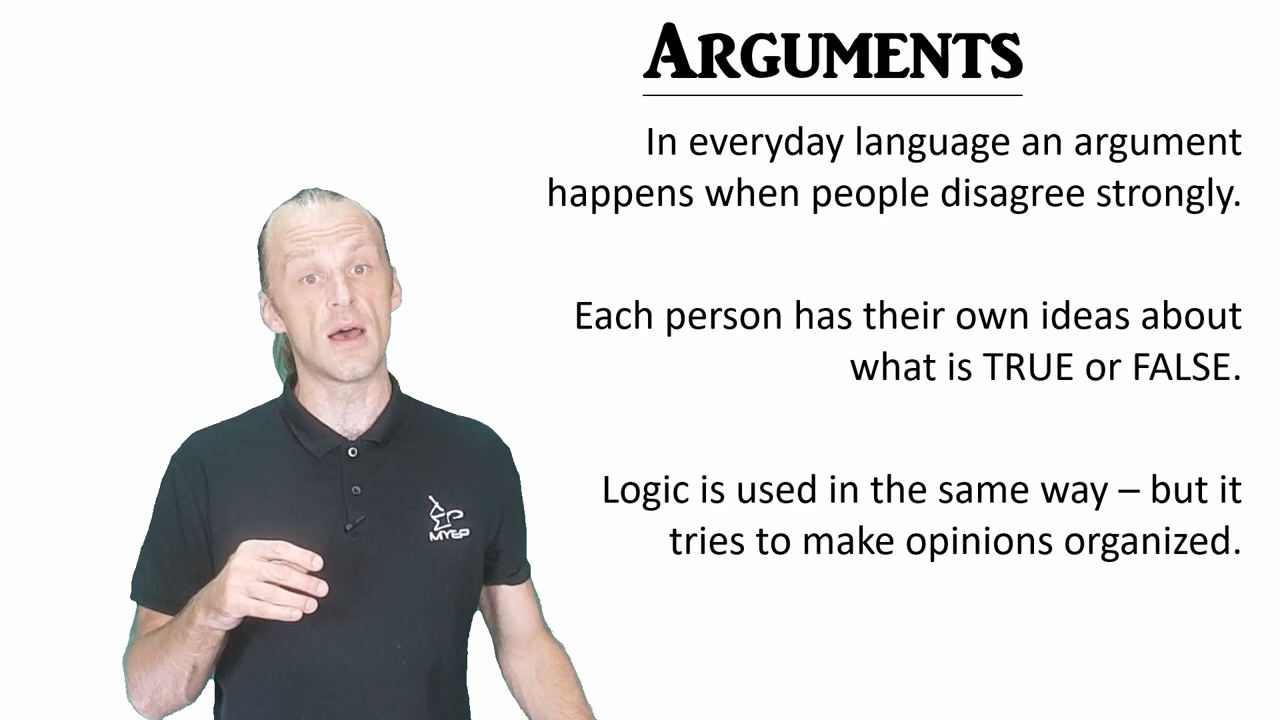 ARGUMENTS
In everyday language an argument
happens when people disagree strongly.
Each person has their own ideas about
what is TRUE or FALSE.
Logic is used in the same way – but it
tries to make opinions organized.
MYEP